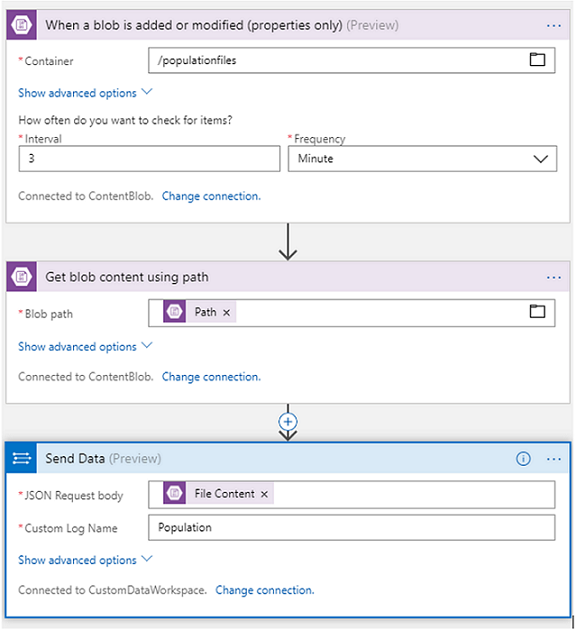 When a blob is added or modified (properties only) (Preview) ...
* Container /populationfiles
Show advanced options
How often do you want to check for items?
* Interval * Frequency
3 Minute
Connected to ContentBlob. Change connection.
Get blob content using path ...
* Blob path Path ×
Show advanced options
Connected to ContentBlob. Change connection.
Send Data (Preview) ...
* JSON Request body File Content ×
* Custom Log Name Population
Show advanced options
Connected to CustomDataWorkspace. Change connection.